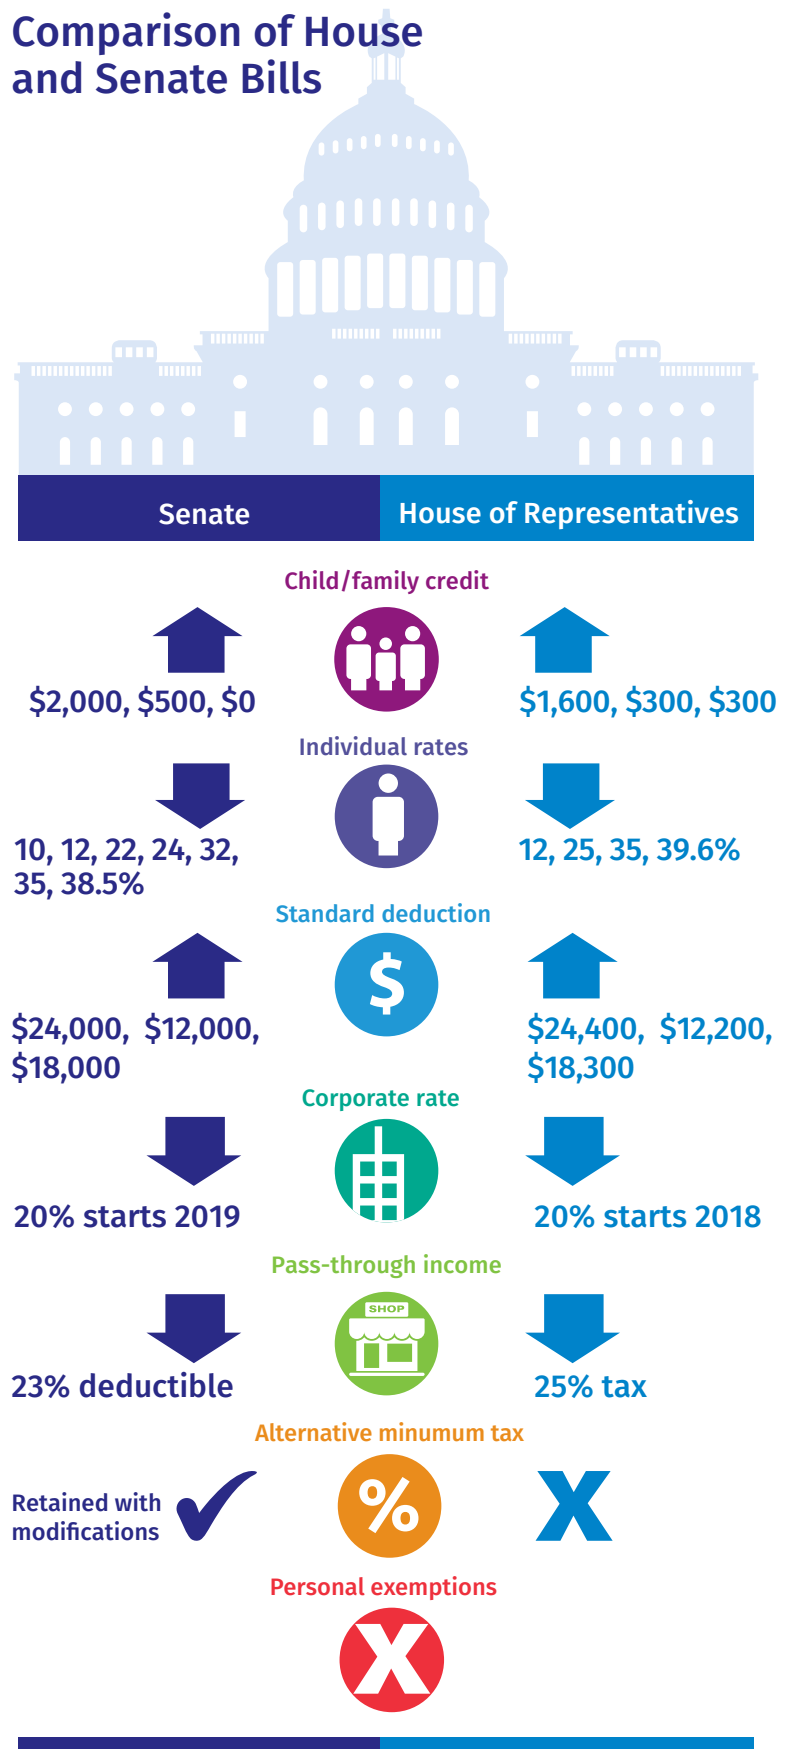 Comparison of House
and Senate Bills
Senate
House of Representatives
Child/family credit
$2,000, $500, $0
$1,600, $300, $300
Individual rates
10, 12, 22, 24, 32,
35, 38.5%
12, 25, 35, 39.6%
Standard deduction
$
$24,000, $12,000,
$18,000
$24,400, $12,200,
$18,300
Corporate rate
20% starts 2019
20% starts 2018
Pass-through income
SHOP
23% deductible
25% tax
Alternative minumum tax
Retained with
modifications
%
X
Personal exemptions
X